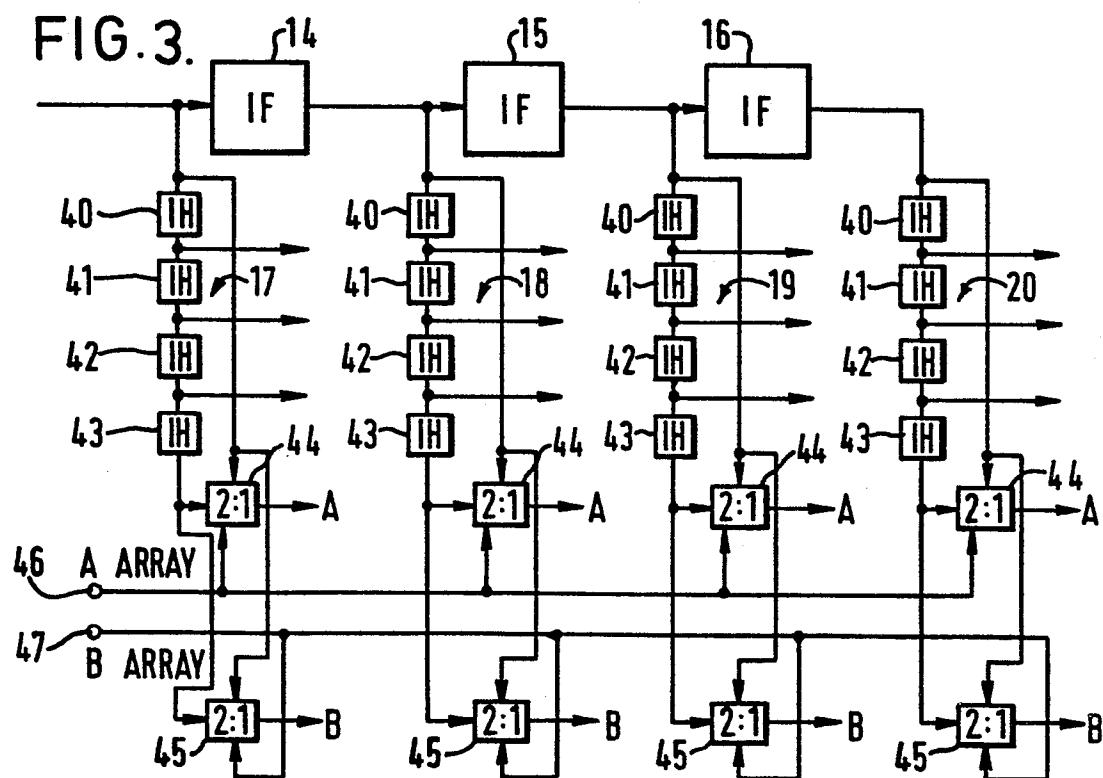 FIG.3.
14 15 16
IF IF IF
40 1H 40 1H 40 1H 40 1H
41 1H 17 41 1H 18 41 1H 19 41 1H 20
42 1H 42 1H 42 1H 42 1H
43 1H 44 43 1H 44 43 1H 44 43 1H 44
2:1 A 2:1 A 2:1 A 2:1 A
46 A ARRAY
47 B ARRAY
2:1 B 2:1 B 2:1 B 2:1 B
45 45 45 45